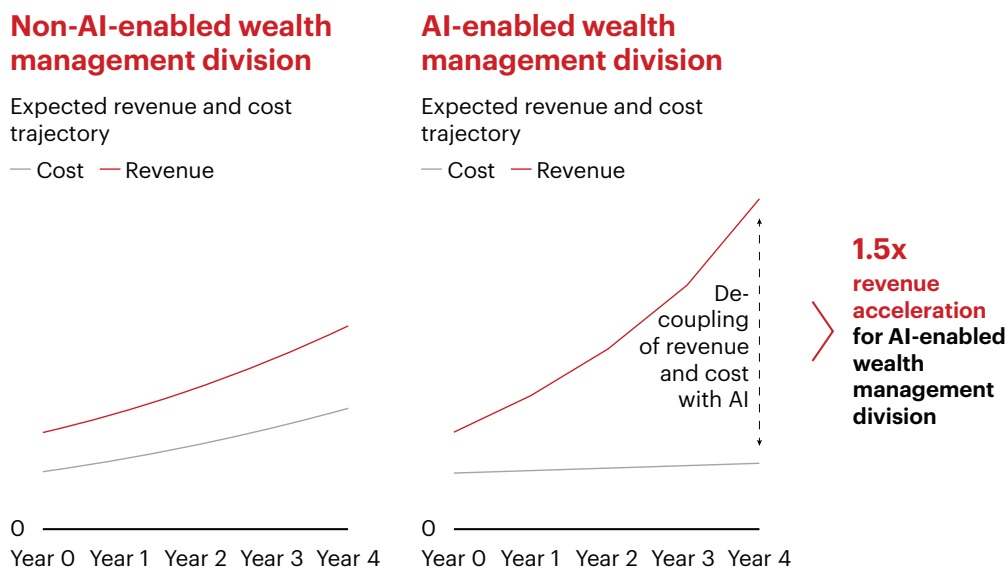 Non-AI-enabled wealth
management division
Expected revenue and cost
trajectory
Cost Revenue
0
Year 0 Year 1 Year 2 Year 3 Year 4
AI-enabled wealth
management division
Expected revenue and cost
trajectory
Cost Revenue
De-
coupling
of revenue
and cost
with AI
0
Year 0 Year 1 Year 2 Year 3 Year 4
1.5x
revenue
acceleration
for AI-enabled
wealth
management
division